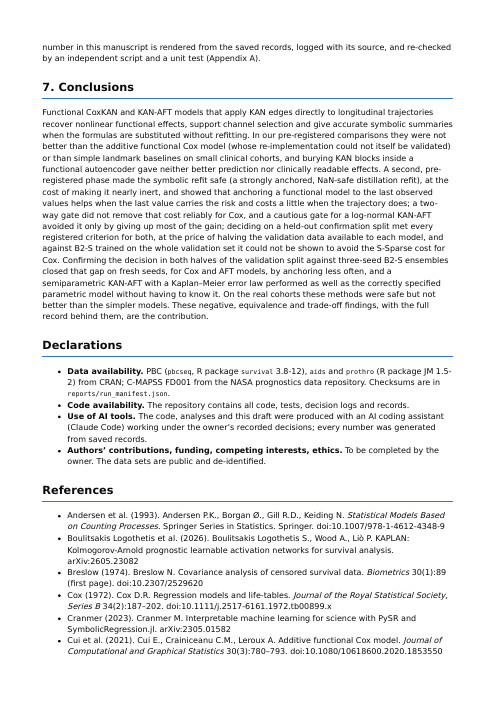 number in this manuscript is rendered from the saved records, logged with its source, and re-checked
by an independent script and a unit test (Appendix A).
7. Conclusions
Functional CoxKAN and KAN-AFT models that apply KAN edges directly to longitudinal trajectories
recover nonlinear functional effects, support channel selection and give accurate symbolic summaries
when the formulas are substituted without refitting. In our pre-registered comparisons they were not
better than the additive functional Cox model (whose re-implementation could not itself be validated)
or than simple landmark baselines on small clinical cohorts, and burying KAN blocks inside a
functional autoencoder gave neither better prediction nor clinically readable effects. A second, pre-
registered phase made the symbolic refit safe (a strongly anchored, NaN-safe distillation refit), at the
cost of making it nearly inert, and showed that anchoring a functional model to the last observed
values helps when the last value carries the risk and costs a little when the trajectory does; a two-
way gate did not remove that cost reliably for Cox, and a cautious gate for a log-normal KAN-AFT
avoided it only by giving up most of the gain; deciding on a held-out confirmation split met every
registered criterion for both, at the price of halving the validation data available to each model, and
against B2-S trained on the whole validation set it could not be shown to avoid the S-Sparse cost for
Cox. Confirming the decision in both halves of the validation split against three-seed B2-S ensembles
closed that gap on fresh seeds, for Cox and AFT models, by anchoring less often, and a
semiparametric KAN-AFT with a Kaplan–Meier error law performed as well as the correctly specified
parametric model without having to know it. On the real cohorts these methods were safe but not
better than the simpler models. These negative, equivalence and trade-off findings, with the full
record behind them, are the contribution.
Declarations
• Data availability. PBC (pbcseq, R package survival 3.8-12), aids and prothro (R package JM 1.5-
2) from CRAN; C-MAPSS FD001 from the NASA prognostics data repository. Checksums are in
reports/run_manifest.json.
• Code availability. The repository contains all code, tests, decision logs and records.
• Use of AI tools. The code, analyses and this draft were produced with an AI coding assistant
(Claude Code) working under the owner’s recorded decisions; every number was generated
from saved records.
• Authors’ contributions, funding, competing interests, ethics. To be completed by the
owner. The data sets are public and de-identified.
References
• Andersen et al. (1993). Andersen P.K., Borgan Ø., Gill R.D., Keiding N. Statistical Models Based
on Counting Processes. Springer Series in Statistics. Springer. doi:10.1007/978-1-4612-4348-9
• Boulitsakis Logothetis et al. (2026). Boulitsakis Logothetis S., Wood A., Liò P. KAPLAN:
Kolmogorov-Arnold prognostic learnable activation networks for survival analysis.
arXiv:2605.23082
• Breslow (1974). Breslow N. Covariance analysis of censored survival data. Biometrics 30(1):89
(first page). doi:10.2307/2529620
• Cox (1972). Cox D.R. Regression models and life-tables. Journal of the Royal Statistical Society,
Series B 34(2):187–202. doi:10.1111/j.2517-6161.1972.tb00899.x
• Cranmer (2023). Cranmer M. Interpretable machine learning for science with PySR and
SymbolicRegression.jl. arXiv:2305.01582
• Cui et al. (2021). Cui E., Crainiceanu C.M., Leroux A. Additive functional Cox model. Journal of
Computational and Graphical Statistics 30(3):780–793. doi:10.1080/10618600.2020.1853550